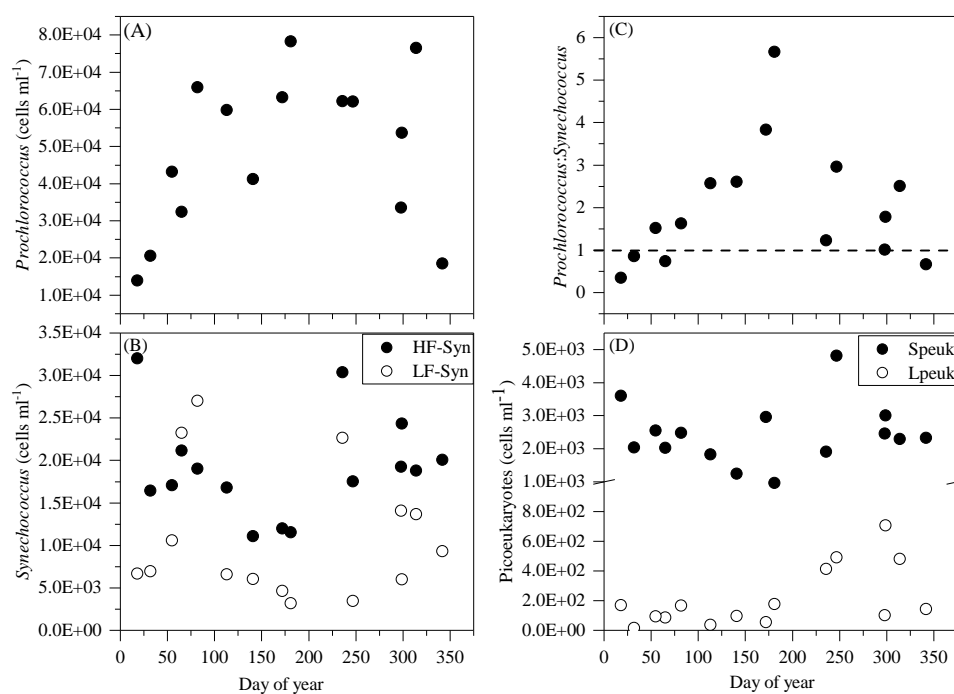 (A)
8.0E+04
7.0E+04
6.0E+04
5.0E+04
4.0E+04
3.0E+04
2.0E+04
1.0E+04
Prochlorococcus (cells ml⁻¹)
(C)
6
5
4
3
2
1
0
Prochlorococcus:Synechococcus
(B)
HF-Syn
LF-Syn
3.5E+04
3.0E+04
2.5E+04
2.0E+04
1.5E+04
1.0E+04
5.0E+03
0.0E+00
Synechococcus (cells ml⁻¹)
0 50 100 150 200 250 300 350
Day of year
(D)
Speuk
Lpeuk
5.0E+03
4.0E+03
3.0E+03
2.0E+03
1.0E+03
8.0E+02
6.0E+02
4.0E+02
2.0E+02
0.0E+00
Picoeukaryotes (cells ml⁻¹)
0 50 100 150 200 250 300 350
Day of year